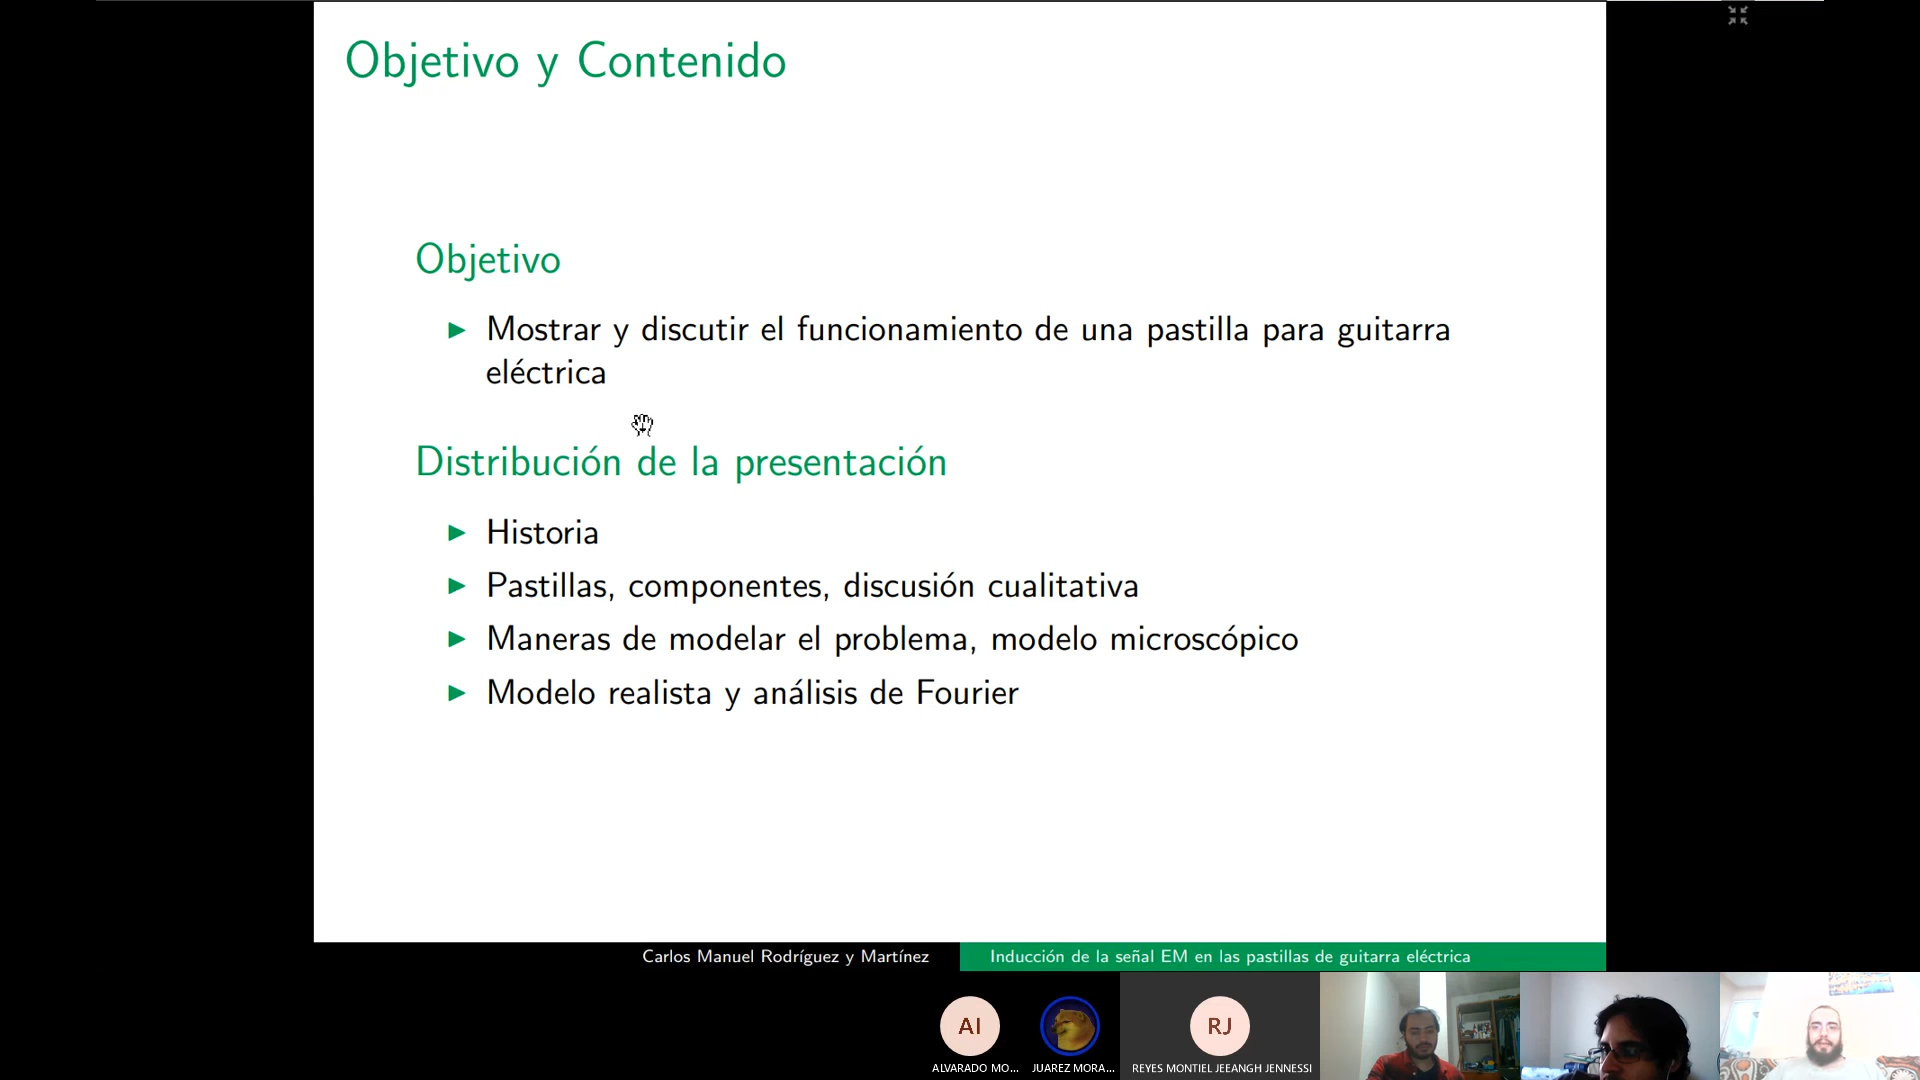 Objetivo y Contenido
Objetivo
Mostrar y discutir el funcionamiento de una pastilla para guitarra
eléctrica
Distribución de la presentación
Historia
Pastillas, componentes, discusión cualitativa
Maneras de modelar el problema, modelo microscópico
Modelo realista y análisis de Fourier
Carlos Manuel Rodríguez y Martínez
Inducción de la señal EM en las pastillas de guitarra eléctrica
AI
RJ
ALVARADO MO...
JUAREZ MORA...
REYES MONTIEL JEEANGH JENNESSI